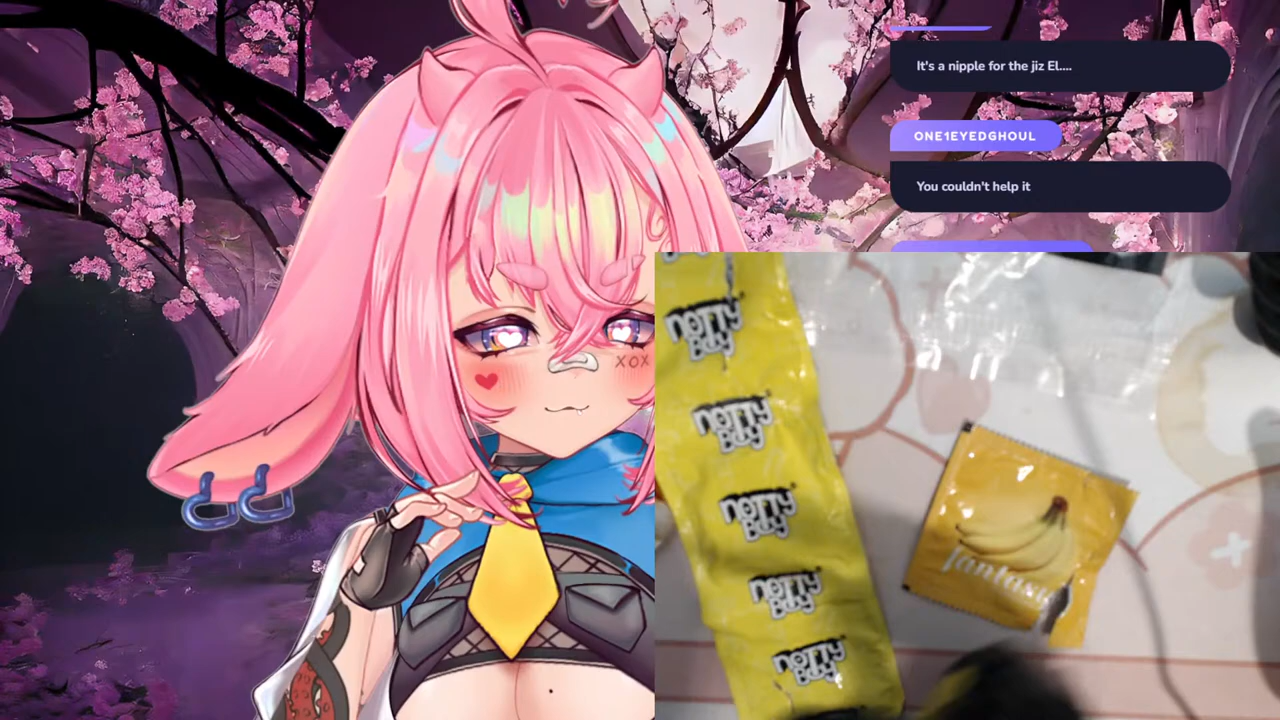 It's a nipple for the jiz El....
ONE1EYEDGHOUL
You couldn't help it
XOX
NOTTY
BOY
NOTTY
BOY
NOTTY
BOY
NOTTY
BOY
NOTTY
BOY
fantasy